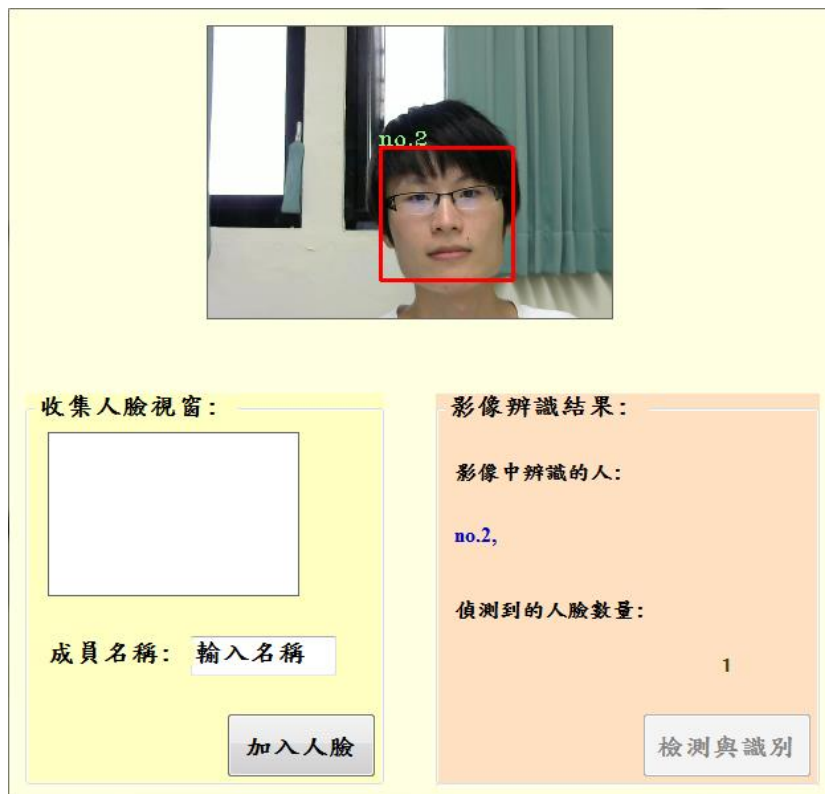 no.2
收集人臉視窗:
成員名稱: 輸入名稱
加入人臉
影像辨識結果:
影像中辨識的人:
no.2,
偵測到的人臉數量:
1
檢測與識別